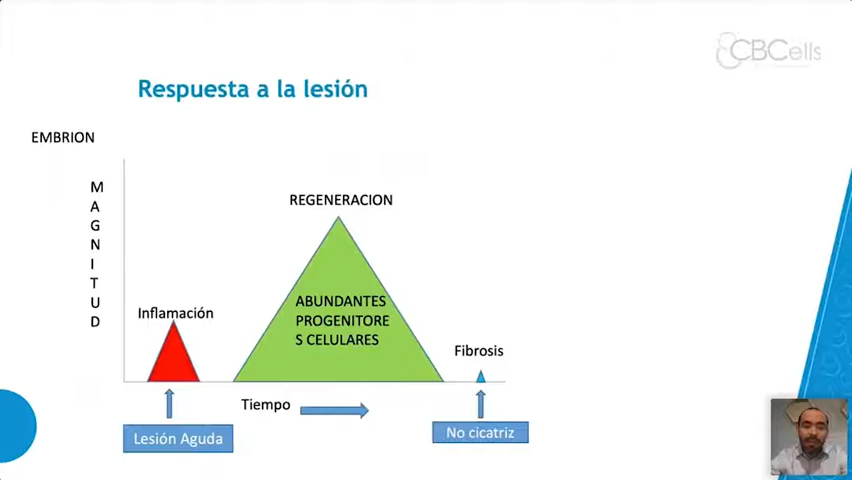 CBCells
Respuesta a la lesión
EMBRION
M
A
G
N
I
T
U
D
REGENERACION
ABUNDANTES
PROGENITORE
S CELULARES
Inflamación
Fibrosis
Tiempo
Lesión Aguda
No cicatriz